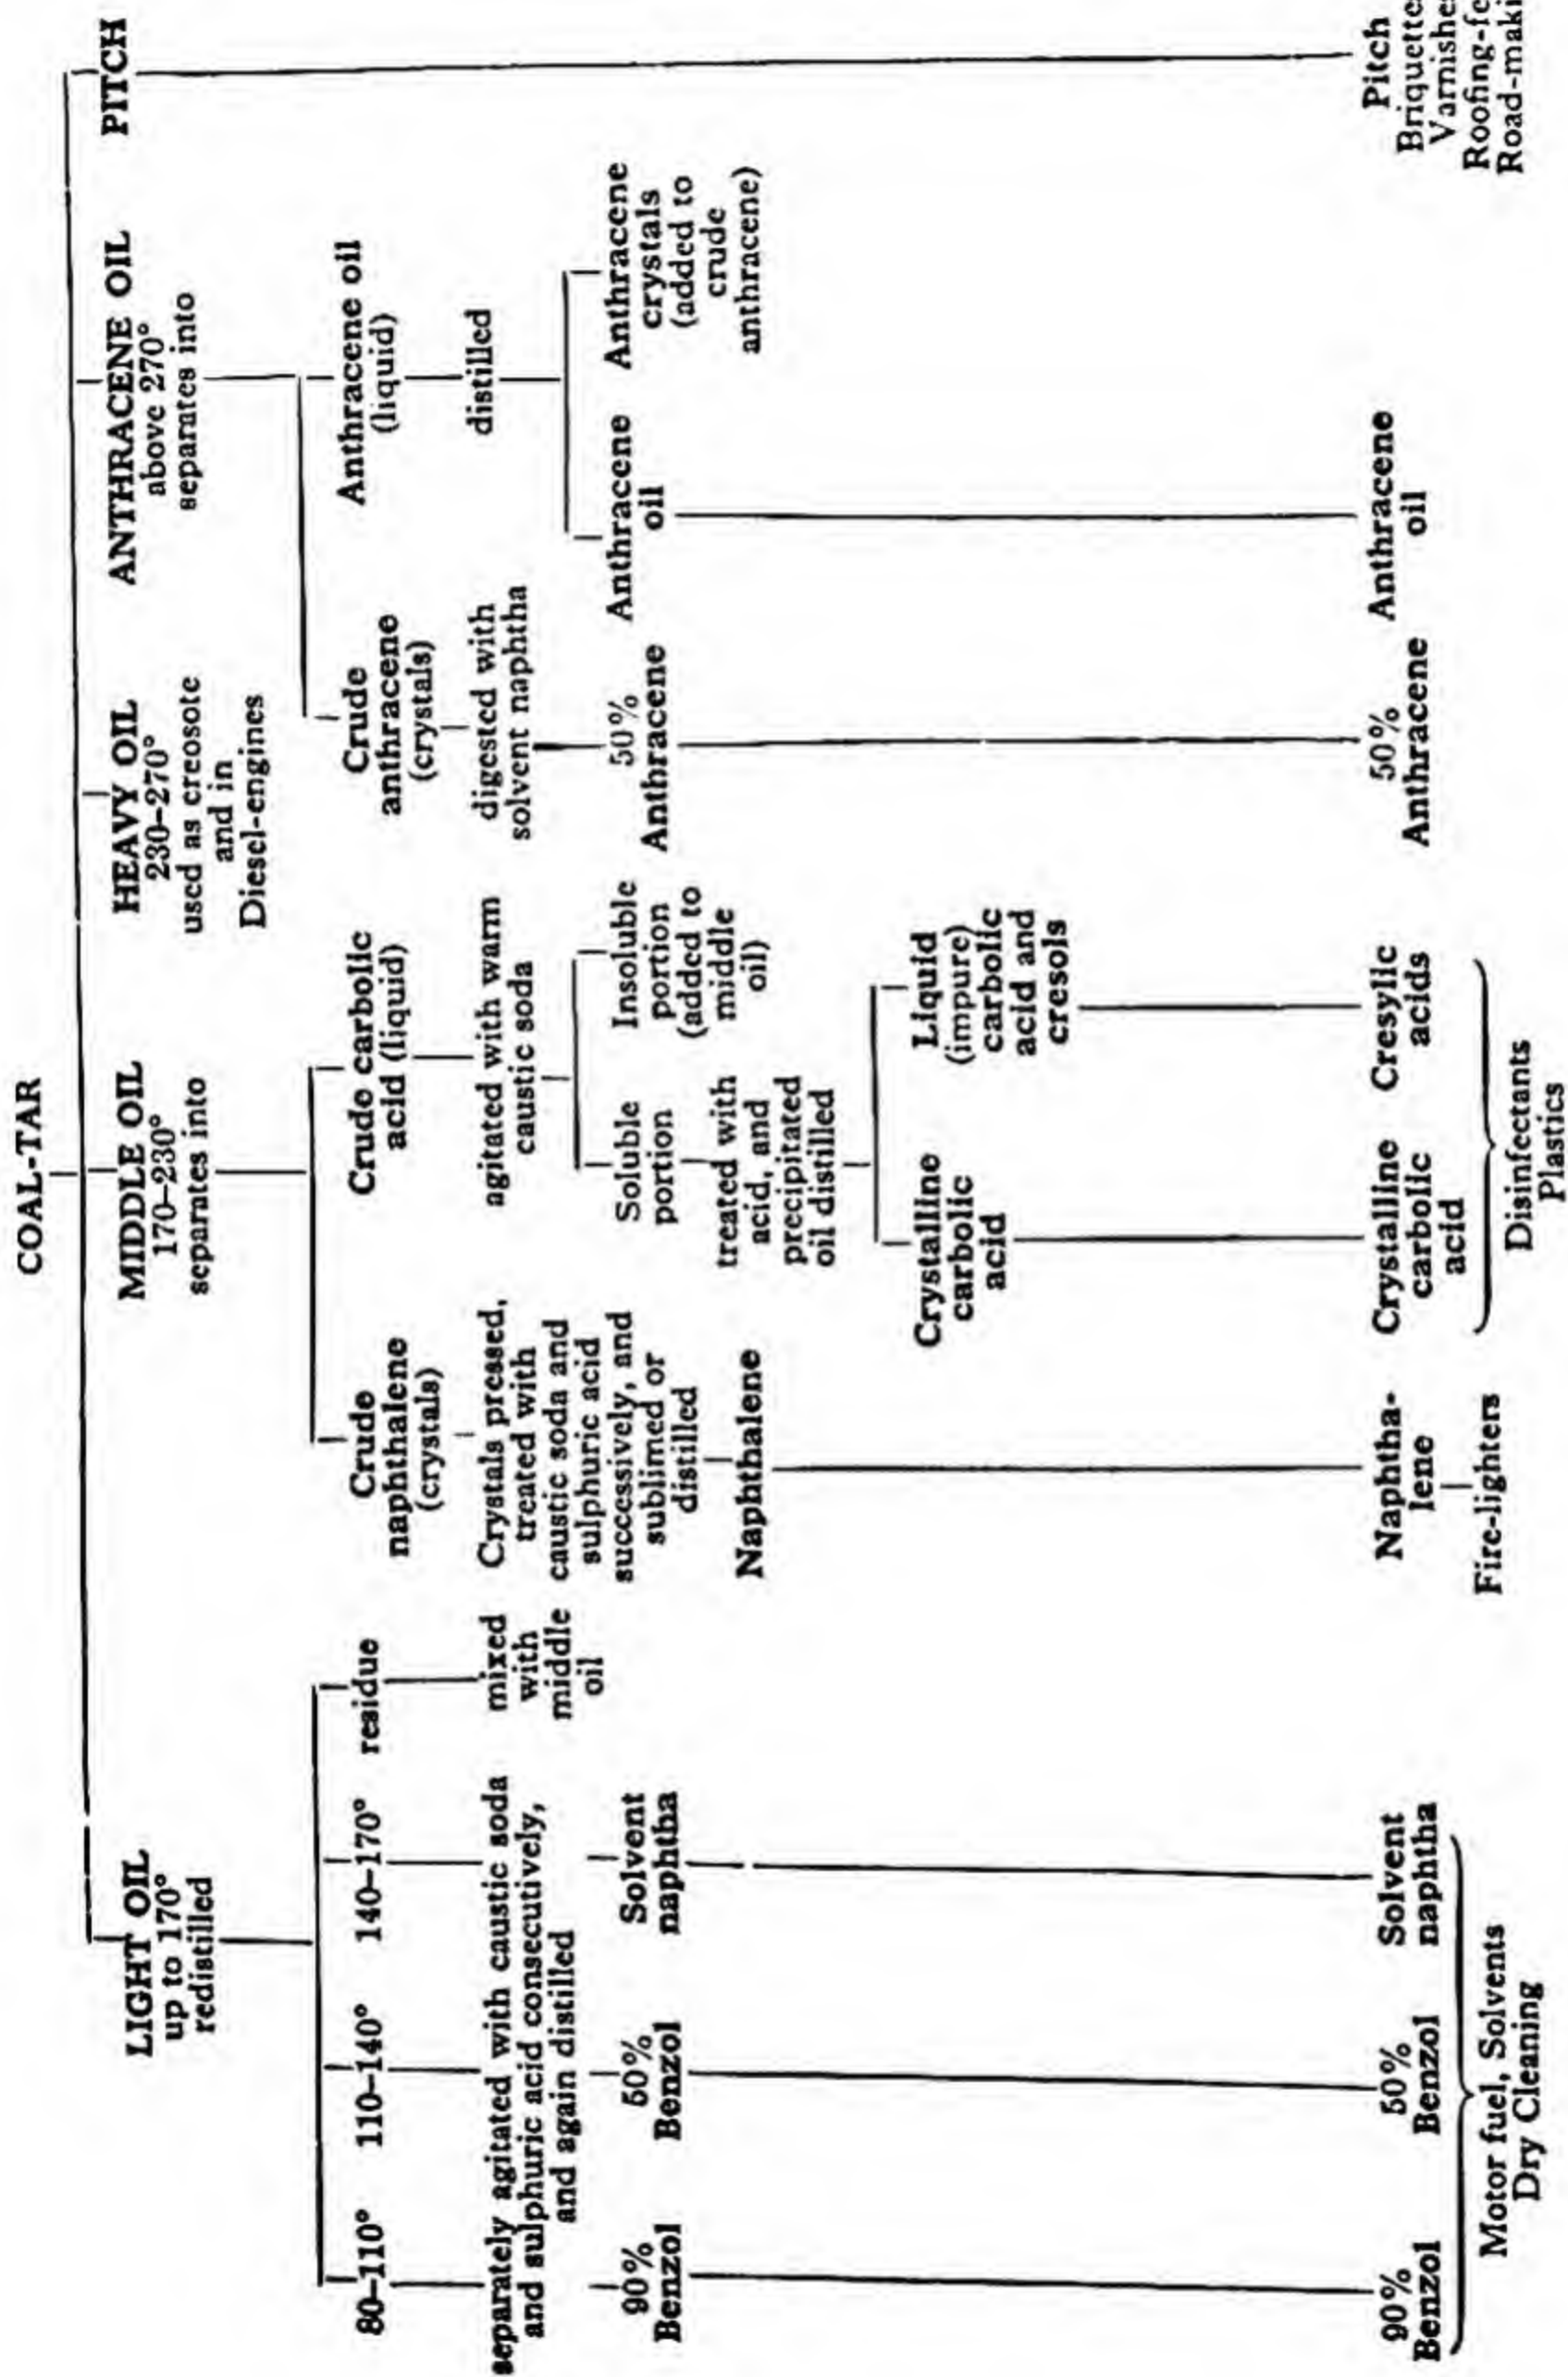 COAL-TAR
LIGHT OIL
up to 170°
redistilled
MIDDLE OIL
170–230°
separates into
HEAVY OIL
230–270°
used as creosote
and in
Diesel-engines
ANTHRACENE OIL
above 270°
separates into
PITCH
80–110°
110–140°
140–170°
residue
separately agitated with caustic soda
and sulphuric acid consecutively,
and again distilled
mixed
with
middle
oil
90%
Benzol
50%
Benzol
Solvent
naphtha
Crude
naphthalene
(crystals)
Crystals pressed,
treated with
caustic soda and
sulphuric acid
successively, and
sublimed or
distilled
Naphthalene
Crude carbolic
acid (liquid)
agitated with warm
caustic soda
Soluble
portion
treated with
acid, and
precipitated
oil distilled
Insoluble
portion
(added to
middle
oil)
Crystalline
carbolic
acid
Liquid
(impure)
carbolic
acid and
cresols
Crude
anthracene
(crystals)
digested with
solvent naphtha
50%
Anthracene
Anthracene oil
(liquid)
distilled
Anthracene
oil
Anthracene
crystals
(added to
crude
anthracene)
90%
Benzol
50%
Benzol
Solvent
naphtha
Motor fuel, Solvents
Dry Cleaning
Naphtha-
lene
Fire-lighters
Crystalline
carbolic
acid
Cresylic
acids
Disinfectants
Plastics
50%
Anthracene
Anthracene
oil
Pitch